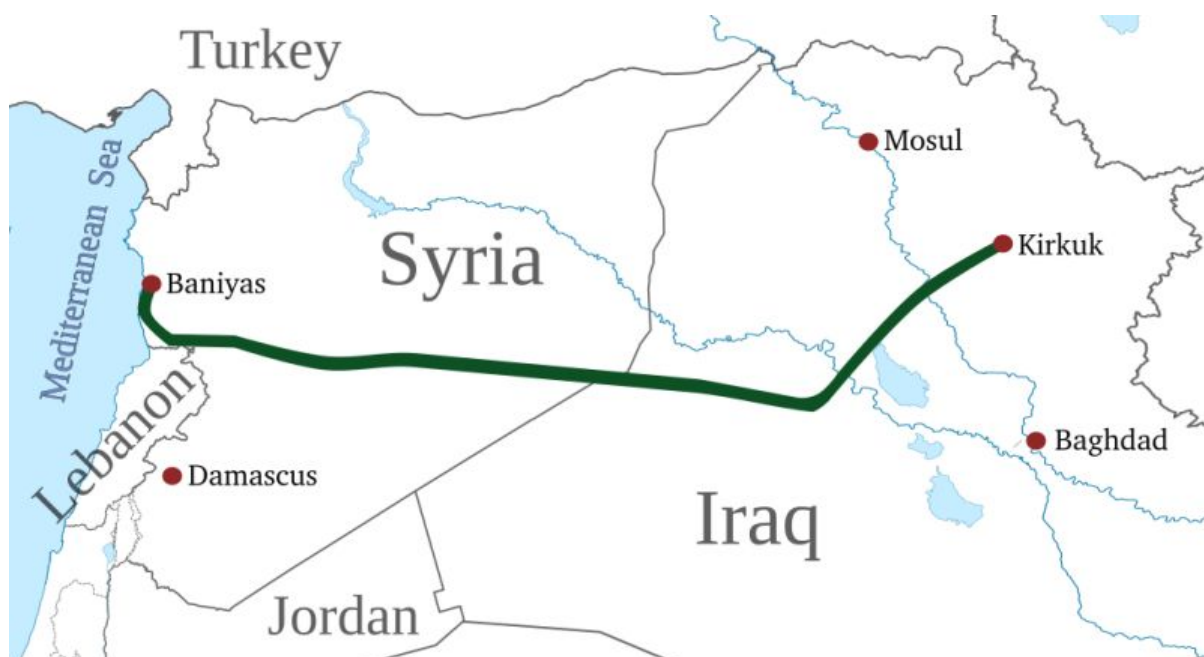 Turkey
Mosul
Mediterranean Sea
Kirkuk
Syria
Baniyas
Lebanon
Baghdad
Damascus
Iraq
Jordan